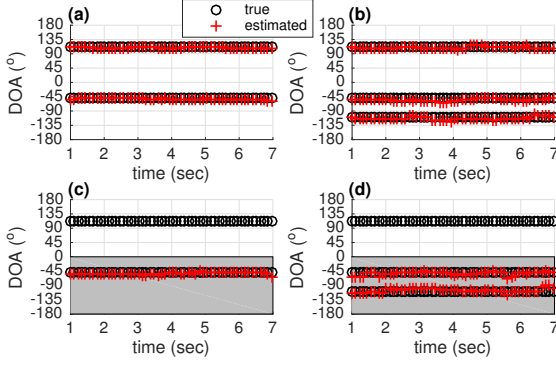 true
estimated
(a)
180
135
90
45
0
-45
-90
-135
-180
DOA (°)
1 2 3 4 5 6 7
time (sec)
(b)
180
135
90
45
0
-45
-90
-135
-180
DOA (°)
1 2 3 4 5 6 7
time (sec)
(c)
180
135
90
45
0
-45
-90
-135
-180
DOA (°)
1 2 3 4 5 6 7
time (sec)
(d)
180
135
90
45
0
-45
-90
-135
-180
DOA (°)
1 2 3 4 5 6 7
time (sec)